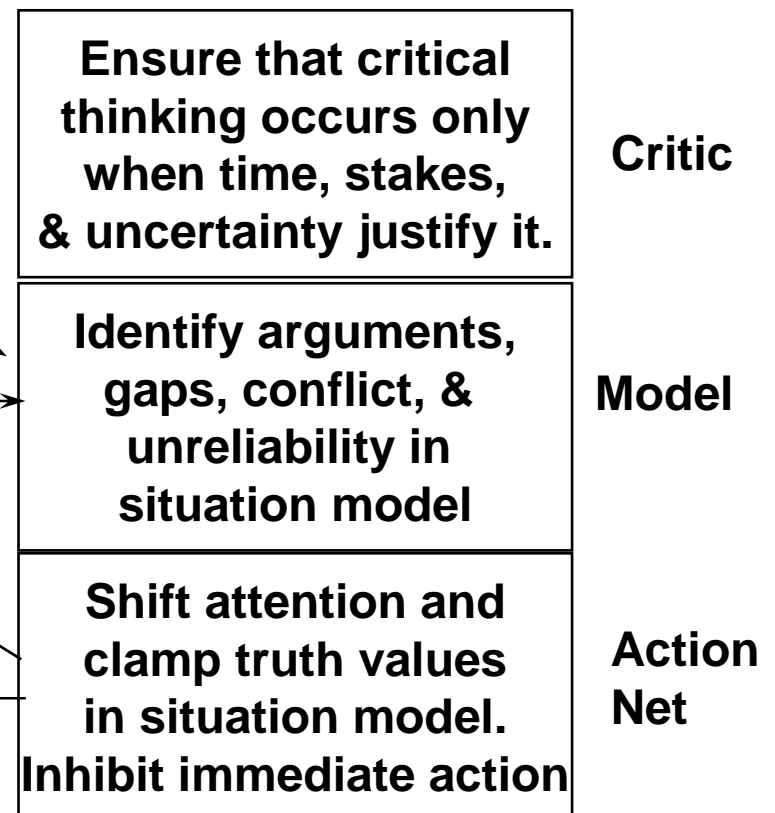 Ensure that critical
thinking occurs only
when time, stakes,
& uncertainty justify it.
Critic
Identify arguments,
gaps, conflict, &
unreliability in
situation model
Model
Shift attention and
clamp truth values
in situation model.
Inhibit immediate action
Action
Net